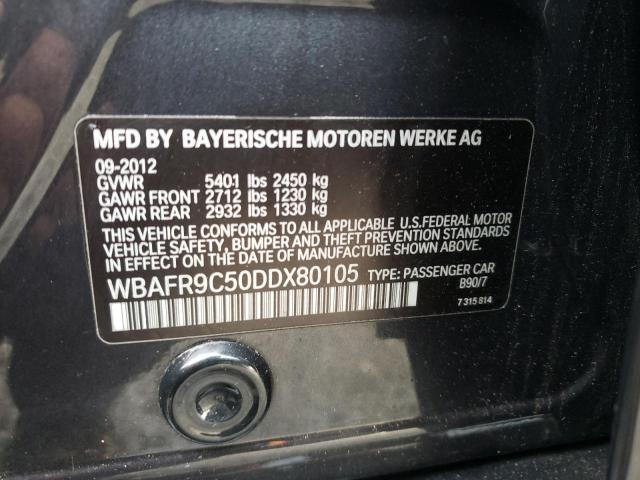 MFD BY BAYERISCHE MOTOREN WERKE AG
09-2012
GVWR 5401 lbs 2450 kg
GAWR FRONT 2712 lbs 1230 kg
GAWR REAR 2932 lbs 1330 kg
THIS VEHICLE CONFORMS TO ALL APPLICABLE U.S.FEDERAL MOTOR
VEHICLE SAFETY, BUMPER AND THEFT PREVENTION STANDARDS
IN EFFECT ON THE DATE OF MANUFACTURE SHOWN ABOVE.
WBAFR9C50DDX80105 TYPE: PASSENGER CAR
B90/7
7 315 814